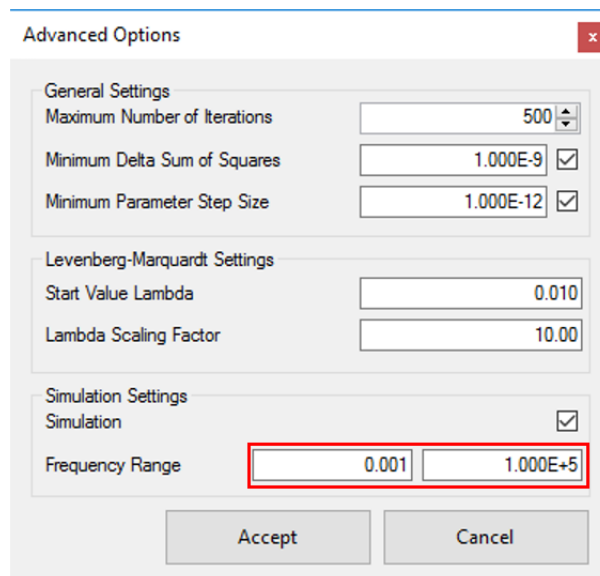 Advanced Options
x
General Settings
Maximum Number of Iterations 500
Minimum Delta Sum of Squares 1.000E-9
Minimum Parameter Step Size 1.000E-12
Levenberg-Marquardt Settings
Start Value Lambda 0.010
Lambda Scaling Factor 10.00
Simulation Settings
Simulation
Frequency Range 0.001 1.000E+5
Accept Cancel